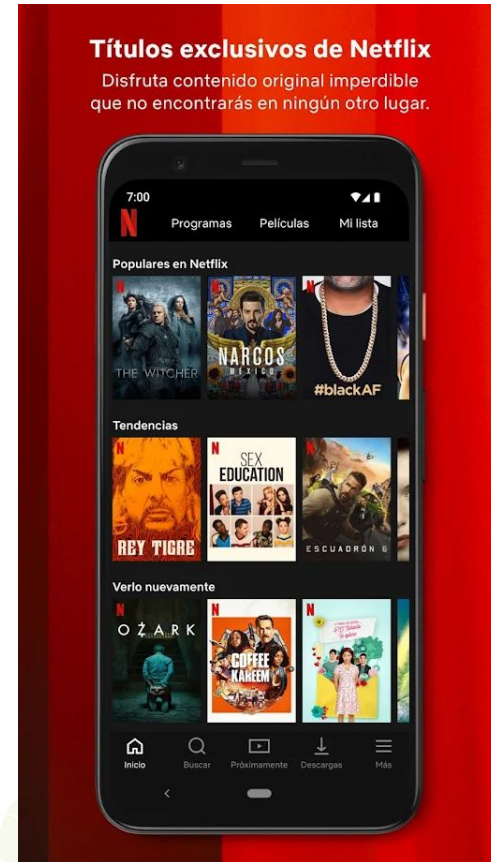 Títulos exclusivos de Netflix
Disfruta contenido original imperdible
que no encontrarás en ningún otro lugar.
7:00
N Programas Películas Mi lista
Populares en Netflix
N N N
THE WITCHER NARCOS #blackAF
MÉXICO
Tendencias
N N N
REY TIGRE SEX EDUCATION ESCUADRÓN 6
Verlo nuevamente
N N N
OZARK COFFEE & KAREEM
Inicio Buscar Próximamente Descargas Más